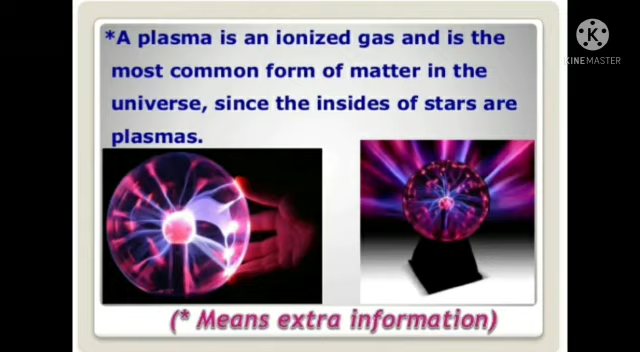 *A plasma is an ionized gas and is the
most common form of matter in the
universe, since the insides of stars are
plasmas.
K
KINEMASTER
(* Means extra information)